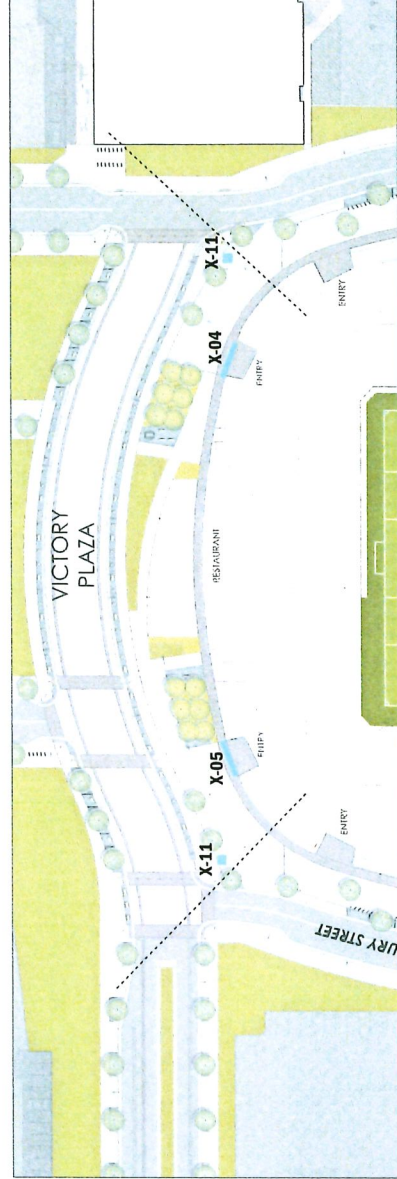 VICTORY
PLAZA
X-11
X-04
ENTRY
ENTRY
RESTAURANT
X-05
ENTRY
X-11
ENTRY
URY STREET